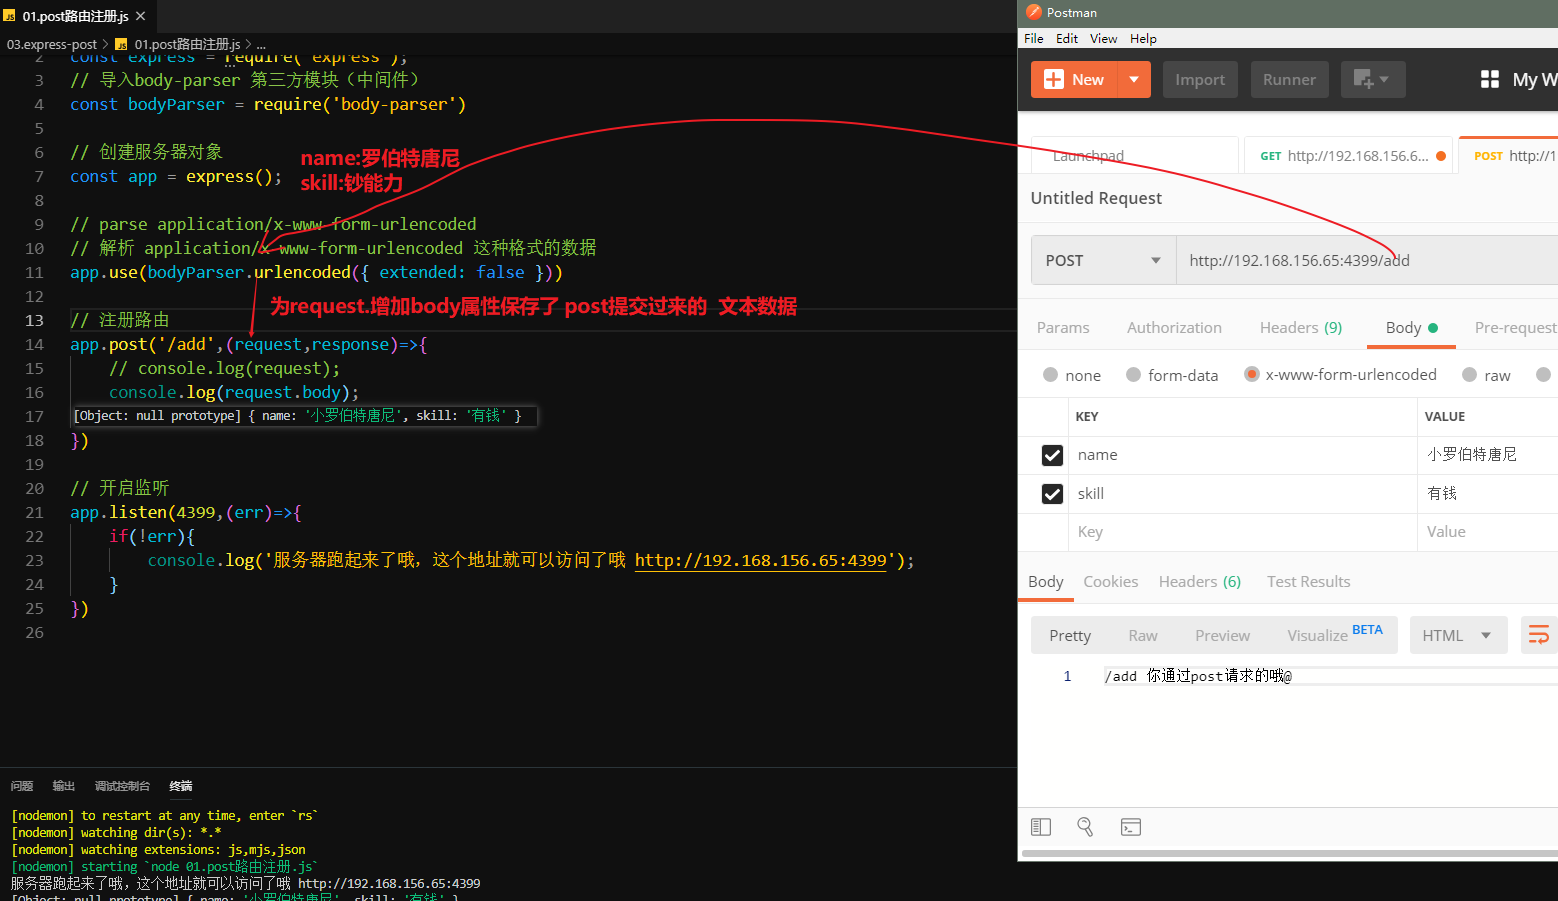 01.post路由注册.js
03.express-post > 01.post路由注册.js > ...
2 const express = require('express');
3 // 导入body-parser 第三方模块（中间件）
4 const bodyParser = require('body-parser')
5
6 // 创建服务器对象
name:罗伯特唐尼
7 const app = express();
skill:钞能力
8
9 // parse application/x-www-form-urlencoded
10 // 解析 application/x-www-form-urlencoded 这种格式的数据
11 app.use(bodyParser.urlencoded({ extended: false }))
12
为request.增加body属性保存了 post提交过来的 文本数据
13 // 注册路由
14 app.post('/add',(request,response)=>{
15 // console.log(request);
16 console.log(request.body);
17 [Object: null prototype] { name: '小罗伯特唐尼', skill: '有钱' }
18 })
19
20 // 开启监听
21 app.listen(4399,(err)=>{
22 if(!err){
23 console.log('服务器跑起来了哦，这个地址就可以访问了哦 http://192.168.156.65:4399');
24 }
25 })
26
问题 输出 调试控制台 终端
[nodemon] to restart at any time, enter `rs`
[nodemon] watching dir(s): *.*
[nodemon] watching extensions: js,mjs,json
[nodemon] starting `node 01.post路由注册.js`
服务器跑起来了哦，这个地址就可以访问了哦 http://192.168.156.65:4399
[Object: null prototype] { name: '小罗伯特唐尼', skill: '有钱' }
Postman
File Edit View Help
New Import Runner My W
Launchpad GET http://192.168.156.6... POST http://1
Untitled Request
POST http://192.168.156.65:4399/add
Params Authorization Headers (9) Body Pre-request
none form-data x-www-form-urlencoded raw
KEY VALUE
name 小罗伯特唐尼
skill 有钱
Key Value
Body Cookies Headers (6) Test Results
Pretty Raw Preview Visualize BETA HTML
1 /add 你通过post请求的哦@